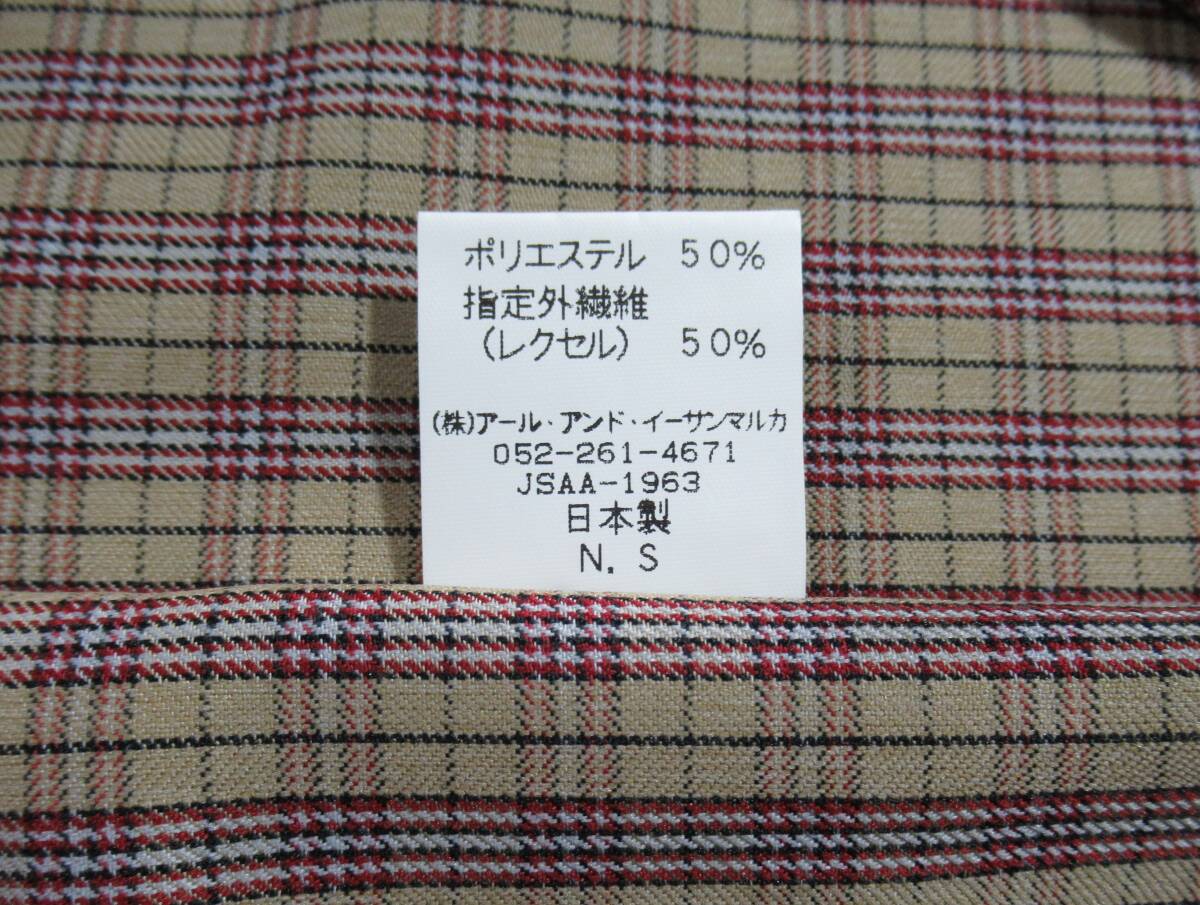 ポリエステル　５０％
指定外繊維
（レクセル）　５０％
(株)アール・アンド・イーサンマルカ
052-261-4671
JSAA-1963
日本製
N．S